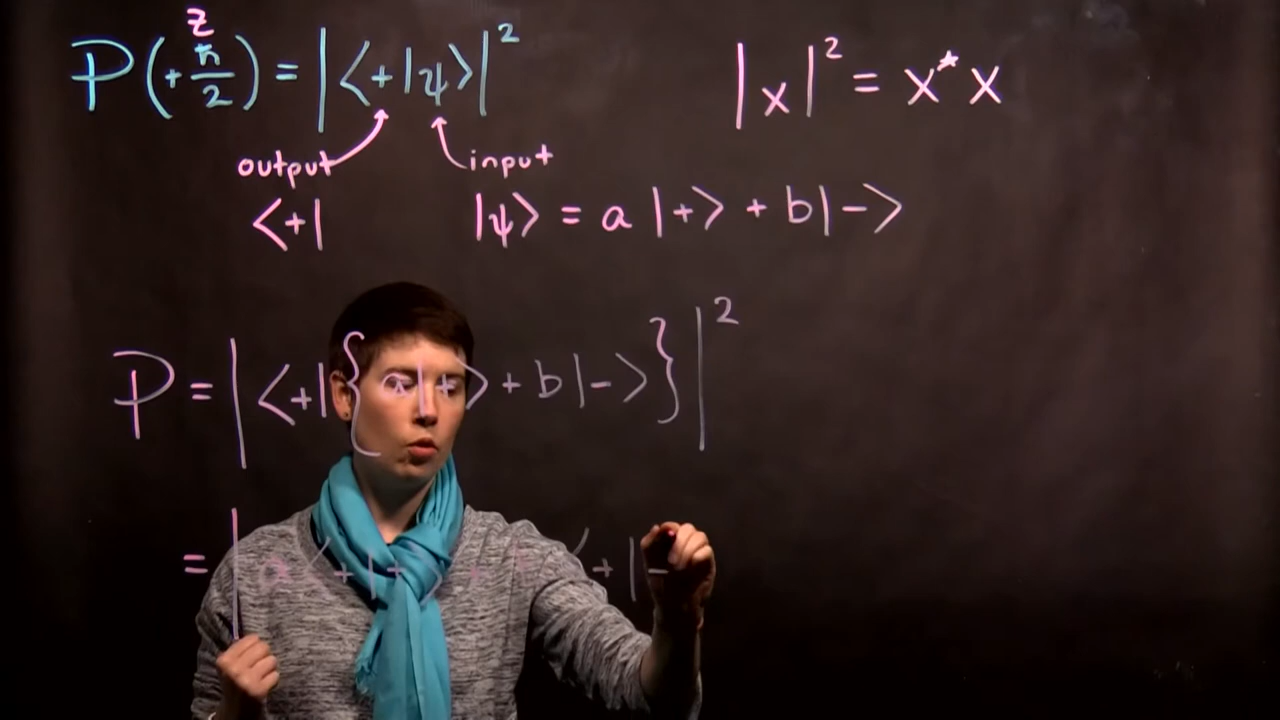 z
P(+ħ/2) = |⟨+|ψ⟩|²
|x|² = x*x
output
input
⟨+|
|ψ⟩ = a|+⟩ + b|-⟩
P = |⟨+|{a|+⟩ + b|-⟩}|²
= |a⟨+|+⟩ + b⟨+|-